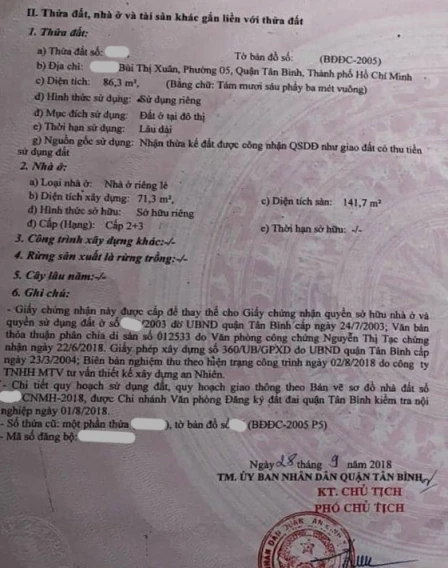 II. Thửa đất, nhà ở và tài sản khác gắn liền với thửa đất
1. Thửa đất:
a) Thửa đất số: Tờ bản đồ số: (BĐĐC-2005)
b) Địa chỉ: Bùi Thị Xuân, Phường 05, Quận Tân Bình, Thành phố Hồ Chí Minh
c) Diện tích: 86,3 m², (Bằng chữ: Tám mươi sáu phẩy ba mét vuông)
d) Hình thức sử dụng: Sử dụng riêng
đ) Mục đích sử dụng: Đất ở tại đô thị
e) Thời hạn sử dụng: Lâu dài
g) Nguồn gốc sử dụng: Nhận thừa kế đất được công nhận QSDĐ như giao đất có thu tiền
sử dụng đất
2. Nhà ở:
a) Loại nhà ở: Nhà ở riêng lẻ
b) Diện tích xây dựng: 71,3 m², c) Diện tích sàn: 141,7 m²
d) Hình thức sở hữu: Sở hữu riêng
đ) Cấp (Hạng): Cấp 2+3 e) Thời hạn sở hữu: -/-
3. Công trình xây dựng khác:-/-
4. Rừng sản xuất là rừng trồng:-/-
5. Cây lâu năm:-/-
6. Ghi chú:
- Giấy chứng nhận này được cấp để thay thế cho Giấy chứng nhận quyền sở hữu nhà ở và
quyền sử dụng đất ở số /2003 do UBND quận Tân Bình cấp ngày 24/7/2003; Văn bản
thỏa thuận phân chia di sản số 012533 do Văn phòng công chứng Nguyễn Thị Tạc chứng
nhận ngày 22/6/2018. Giấy phép xây dựng số 360/UB/GPXD do UBND quận Tân Bình cấp
ngày 23/3/2004; Biên bản nghiệm thu theo hiện trạng công trình ngày 02/8/2018 do công ty
TNHH MTV tư vấn thiết kế xây dựng an Nhiên.
- Chi tiết quy hoạch sử dụng đất, quy hoạch giao thông theo Bản vẽ sơ đồ nhà đất số
CNMH-2018, được Chi nhánh Văn phòng Đăng ký đất đai quận Tân Bình kiểm tra nội
nghiệp ngày 01/8/2018.
- Số thửa cũ: một phần thửa , tờ bản đồ số (BĐĐC-2005 P5)
- Mã số đăng bộ:
Ngày 28 tháng 9 năm 2018
TM. ỦY BAN NHÂN DÂN QUẬN TÂN BÌNH
KT. CHỦ TỊCH
PHÓ CHỦ TỊCH